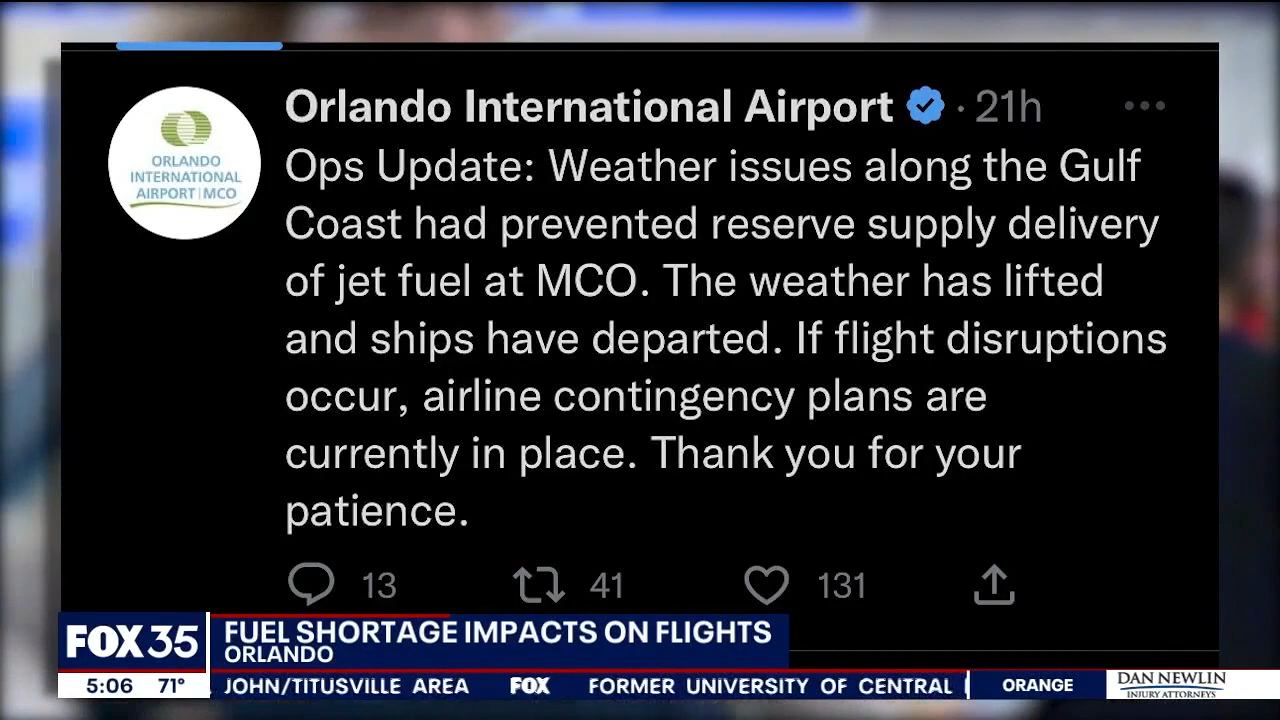 Orlando International Airport · 21h
ORLANDO
INTERNATIONAL
AIRPORT | MCO
Ops Update: Weather issues along the Gulf
Coast had prevented reserve supply delivery
of jet fuel at MCO. The weather has lifted
and ships have departed. If flight disruptions
occur, airline contingency plans are
currently in place. Thank you for your
patience.
13 41 131
FOX 35
FUEL SHORTAGE IMPACTS ON FLIGHTS
ORLANDO
5:06 71° JOHN/TITUSVILLE AREA FOX FORMER UNIVERSITY OF CENTRAL ORANGE
DAN NEWLIN
INJURY ATTORNEYS